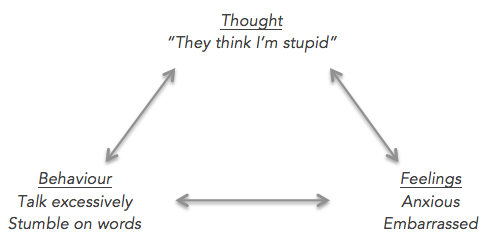 Thought
“They think I’m stupid”
Behaviour
Talk excessively
Stumble on words
Feelings
Anxious
Embarrassed